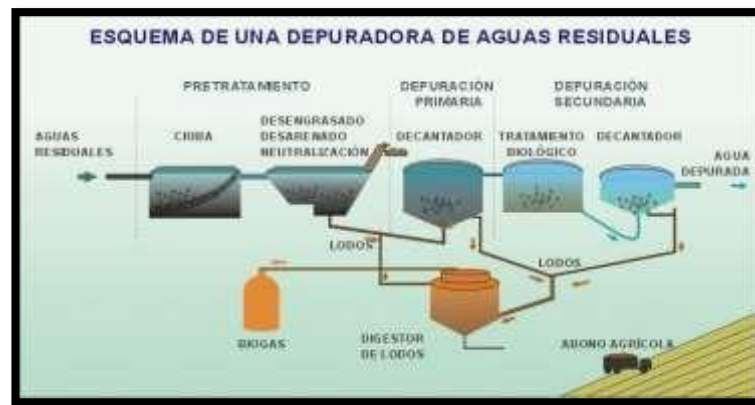 ESQUEMA DE UNA DEPURADORA DE AGUAS RESIDUALES
PRETRATAMIENTO
DEPURACIÓN
PRIMARIA
DEPURACIÓN
SECUNDARIA
AGUAS
RESIDUALES
CRIBA
DESENGRASADO
DESARENADO
NEUTRALIZACIÓN
DECANTADOR
TRATAMIENTO
BIOLÓGICO
DECANTADOR
AGUA
DEPURADA
LODOS
LODOS
BIOGAS
DIGESTOR
DE LODOS
ABONO AGRÍCOLA